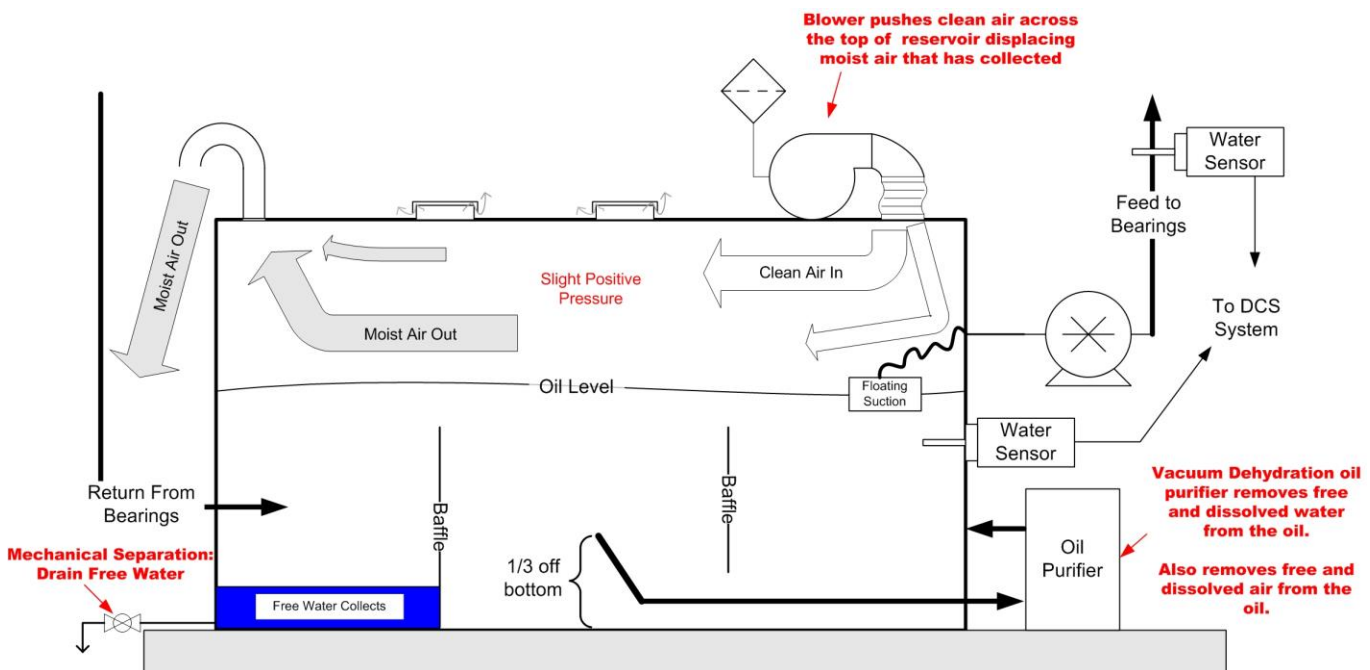 Blower pushes clean air across
the top of reservoir displacing
moist air that has collected
Water
Sensor
Feed to
Bearings
Moist Air Out
Clean Air In
Slight Positive
Pressure
Moist Air Out
To DCS
System
Oil Level
Floating
Suction
Water
Sensor
Return From
Bearings
Baffle
Baffle
Vacuum Dehydration oil
purifier removes free
and dissolved water
from the oil.
Also removes free and
dissolved air from the
oil.
Oil
Purifier
Mechanical Separation:
Drain Free Water
1/3 off
bottom
Free Water Collects